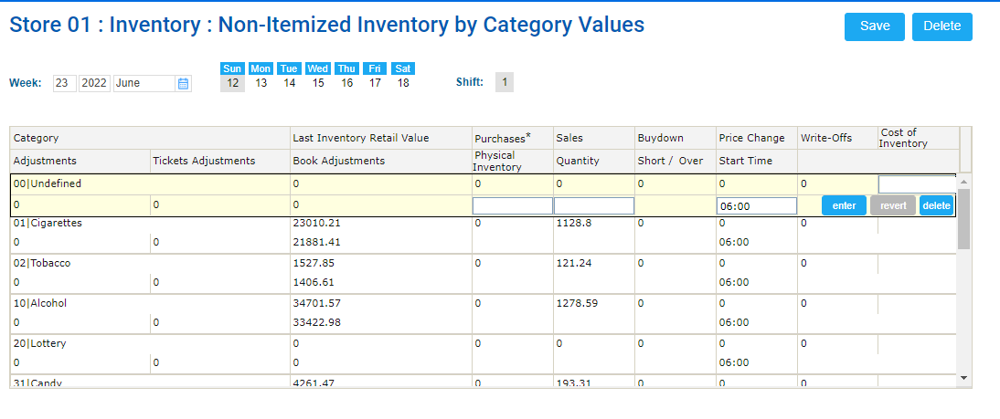 Store 01 : Inventory : Non-Itemized Inventory by Category Values Save Delete
Sun Mon Tue Wed Thu Fri Sat
Week: 23 2022 June 12 13 14 15 16 17 18 Shift: 1
Category Last Inventory Retail Value Purchases* Sales Buydown Price Change Write-Offs Cost of Inventory
Adjustments Tickets Adjustments Book Adjustments Physical Inventory Quantity Short / Over Start Time
00|Undefined 0 0 0 0 0 0
0 0 0 06:00 enter revert delete
01|Cigarettes 23010.21 0 1128.8 0 0 0
0 0 21881.41 06:00
02|Tobacco 1527.85 0 121.24 0 0 0
0 0 1406.61 06:00
10|Alcohol 34701.57 0 1278.59 0 0 0
0 0 33422.98 06:00
20|Lottery 0 0 0 0 0 0
0 0 0 06:00
31|Candy 4261.47 0 193.31 0 0 0